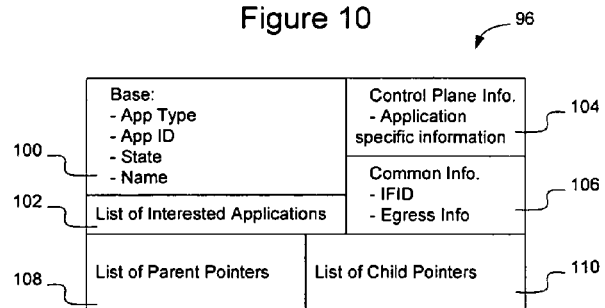 Figure 10
96
Base:
- App Type
- App ID
- State
- Name
100
List of Interested Applications
102
Control Plane Info.
- Application
specific information
104
Common Info.
- IFID
- Egress Info
106
List of Parent Pointers
108
List of Child Pointers
110